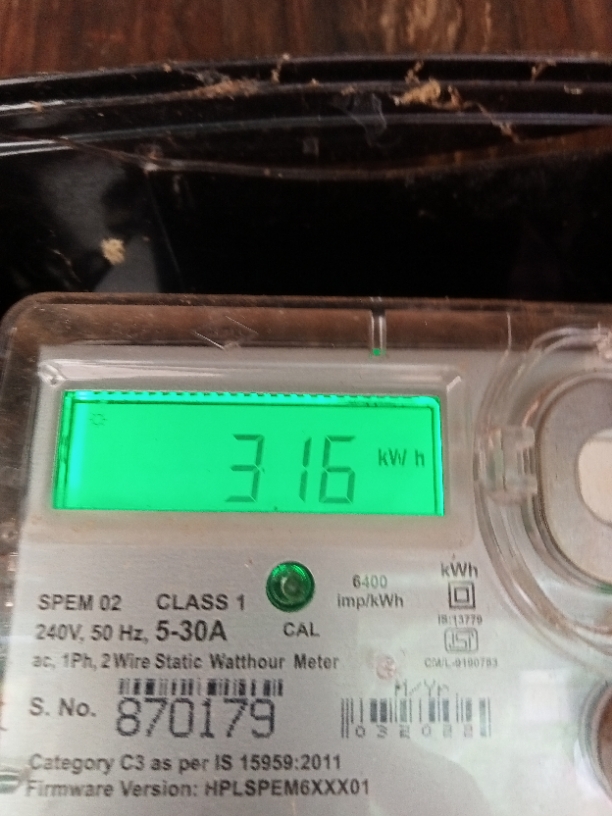 316 kWh
6400 imp/kWh
kWh
SPEM 02 CLASS 1
240V, 50 Hz, 5-30A
CAL
IS:13779
ac, 1Ph, 2 Wire Static Watthour Meter
CM/L-9190783
M/Yr
S. No. 870179
032022
Category C3 as per IS 15959:2011
Firmware Version: HPLSPEM6XXX01